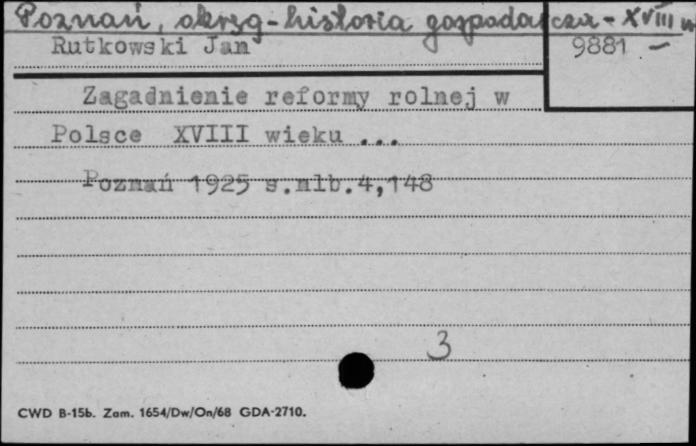 Poznań, okręg - historia gospodarcza - XVIII w
Rutkowski Jan
9881 -
Zagadnienie reformy rolnej w
Polsce XVIII wieku ...
Poznań 1925 s.nlb.4,148
3
CWD B-15b. Zam. 1654/Dw/On/68 GDA-2710.